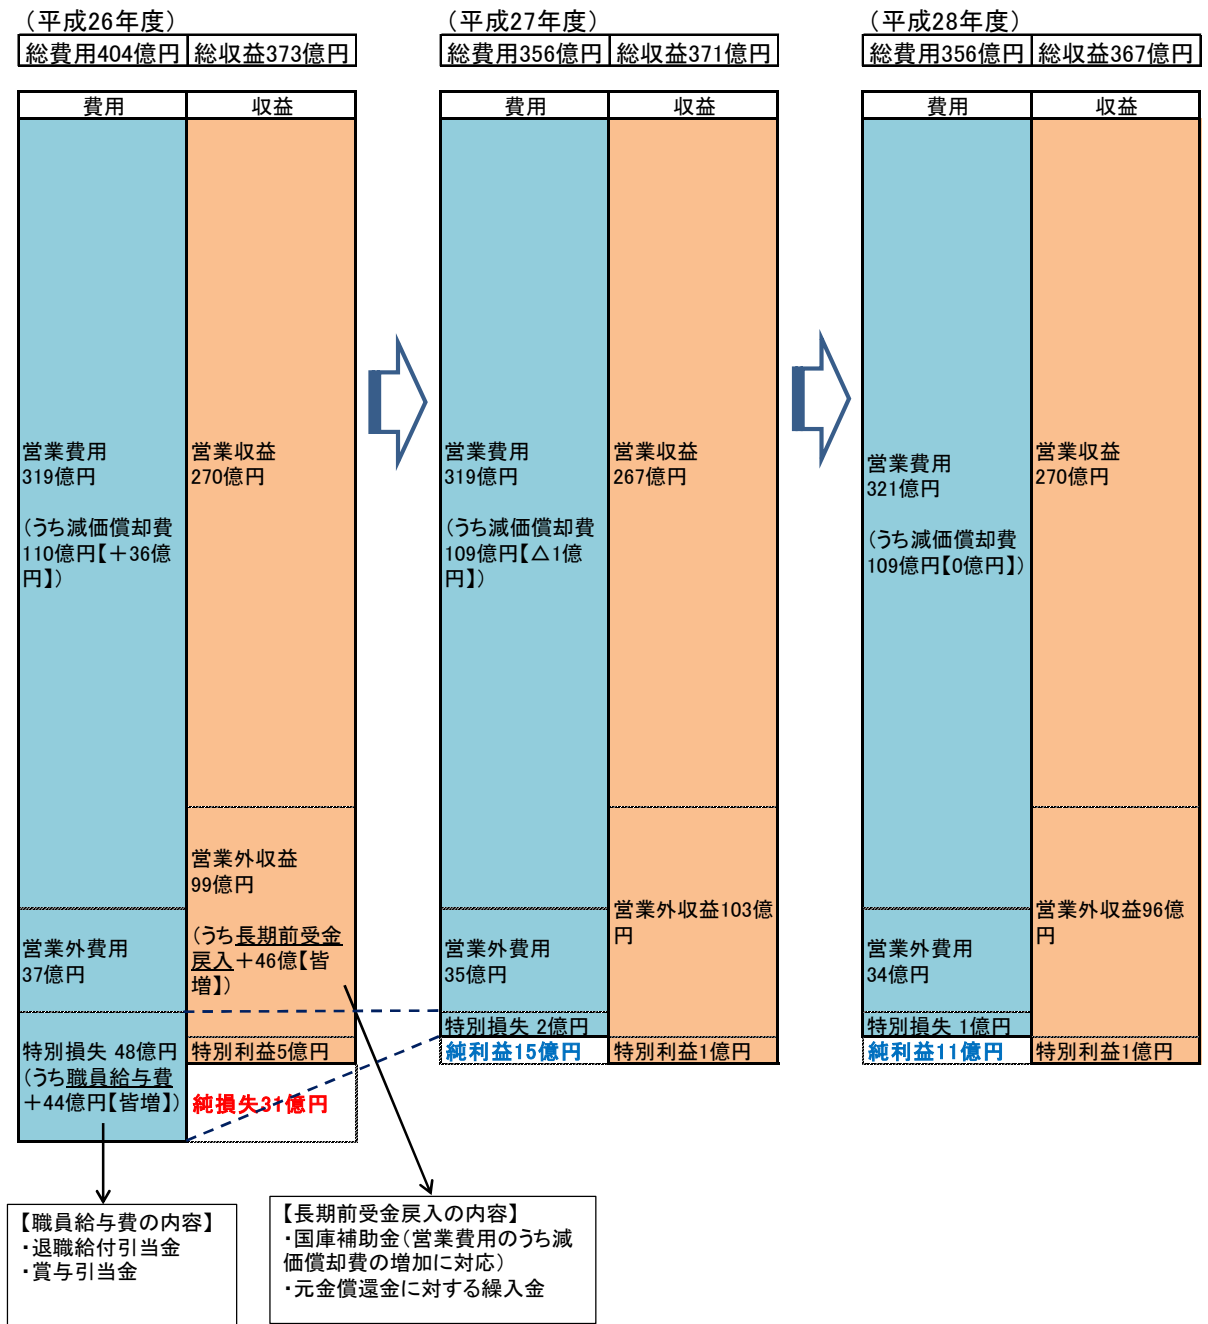 （平成26年度）
総費用404億円 総収益373億円
費用 収益
営業費用
319億円
（うち減価償却費
110億円【＋36億
円】）
営業収益
270億円
営業外収益
99億円
（うち長期前受金
戻入＋46億【皆
増】）
営業外費用
37億円
特別損失 48億円
（うち職員給与費
＋44億円【皆増】）
特別利益5億円
純損失31億円
（平成27年度）
総費用356億円 総収益371億円
費用 収益
営業費用
319億円
（うち減価償却費
109億円【△1億
円】）
営業収益
267億円
営業外収益103億
円
営業外費用
35億円
特別損失 2億円
純利益15億円
特別利益1億円
（平成28年度）
総費用356億円 総収益367億円
費用 収益
営業費用
321億円
（うち減価償却費
109億円【0億円】）
営業収益
270億円
営業外収益96億
円
営業外費用
34億円
特別損失 1億円
純利益11億円
特別利益1億円
【職員給与費の内容】
・退職給付引当金
・賞与引当金
【長期前受金戻入の内容】
・国庫補助金（営業費用のうち減
価償却費の増加に対応）
・元金償還金に対する繰入金